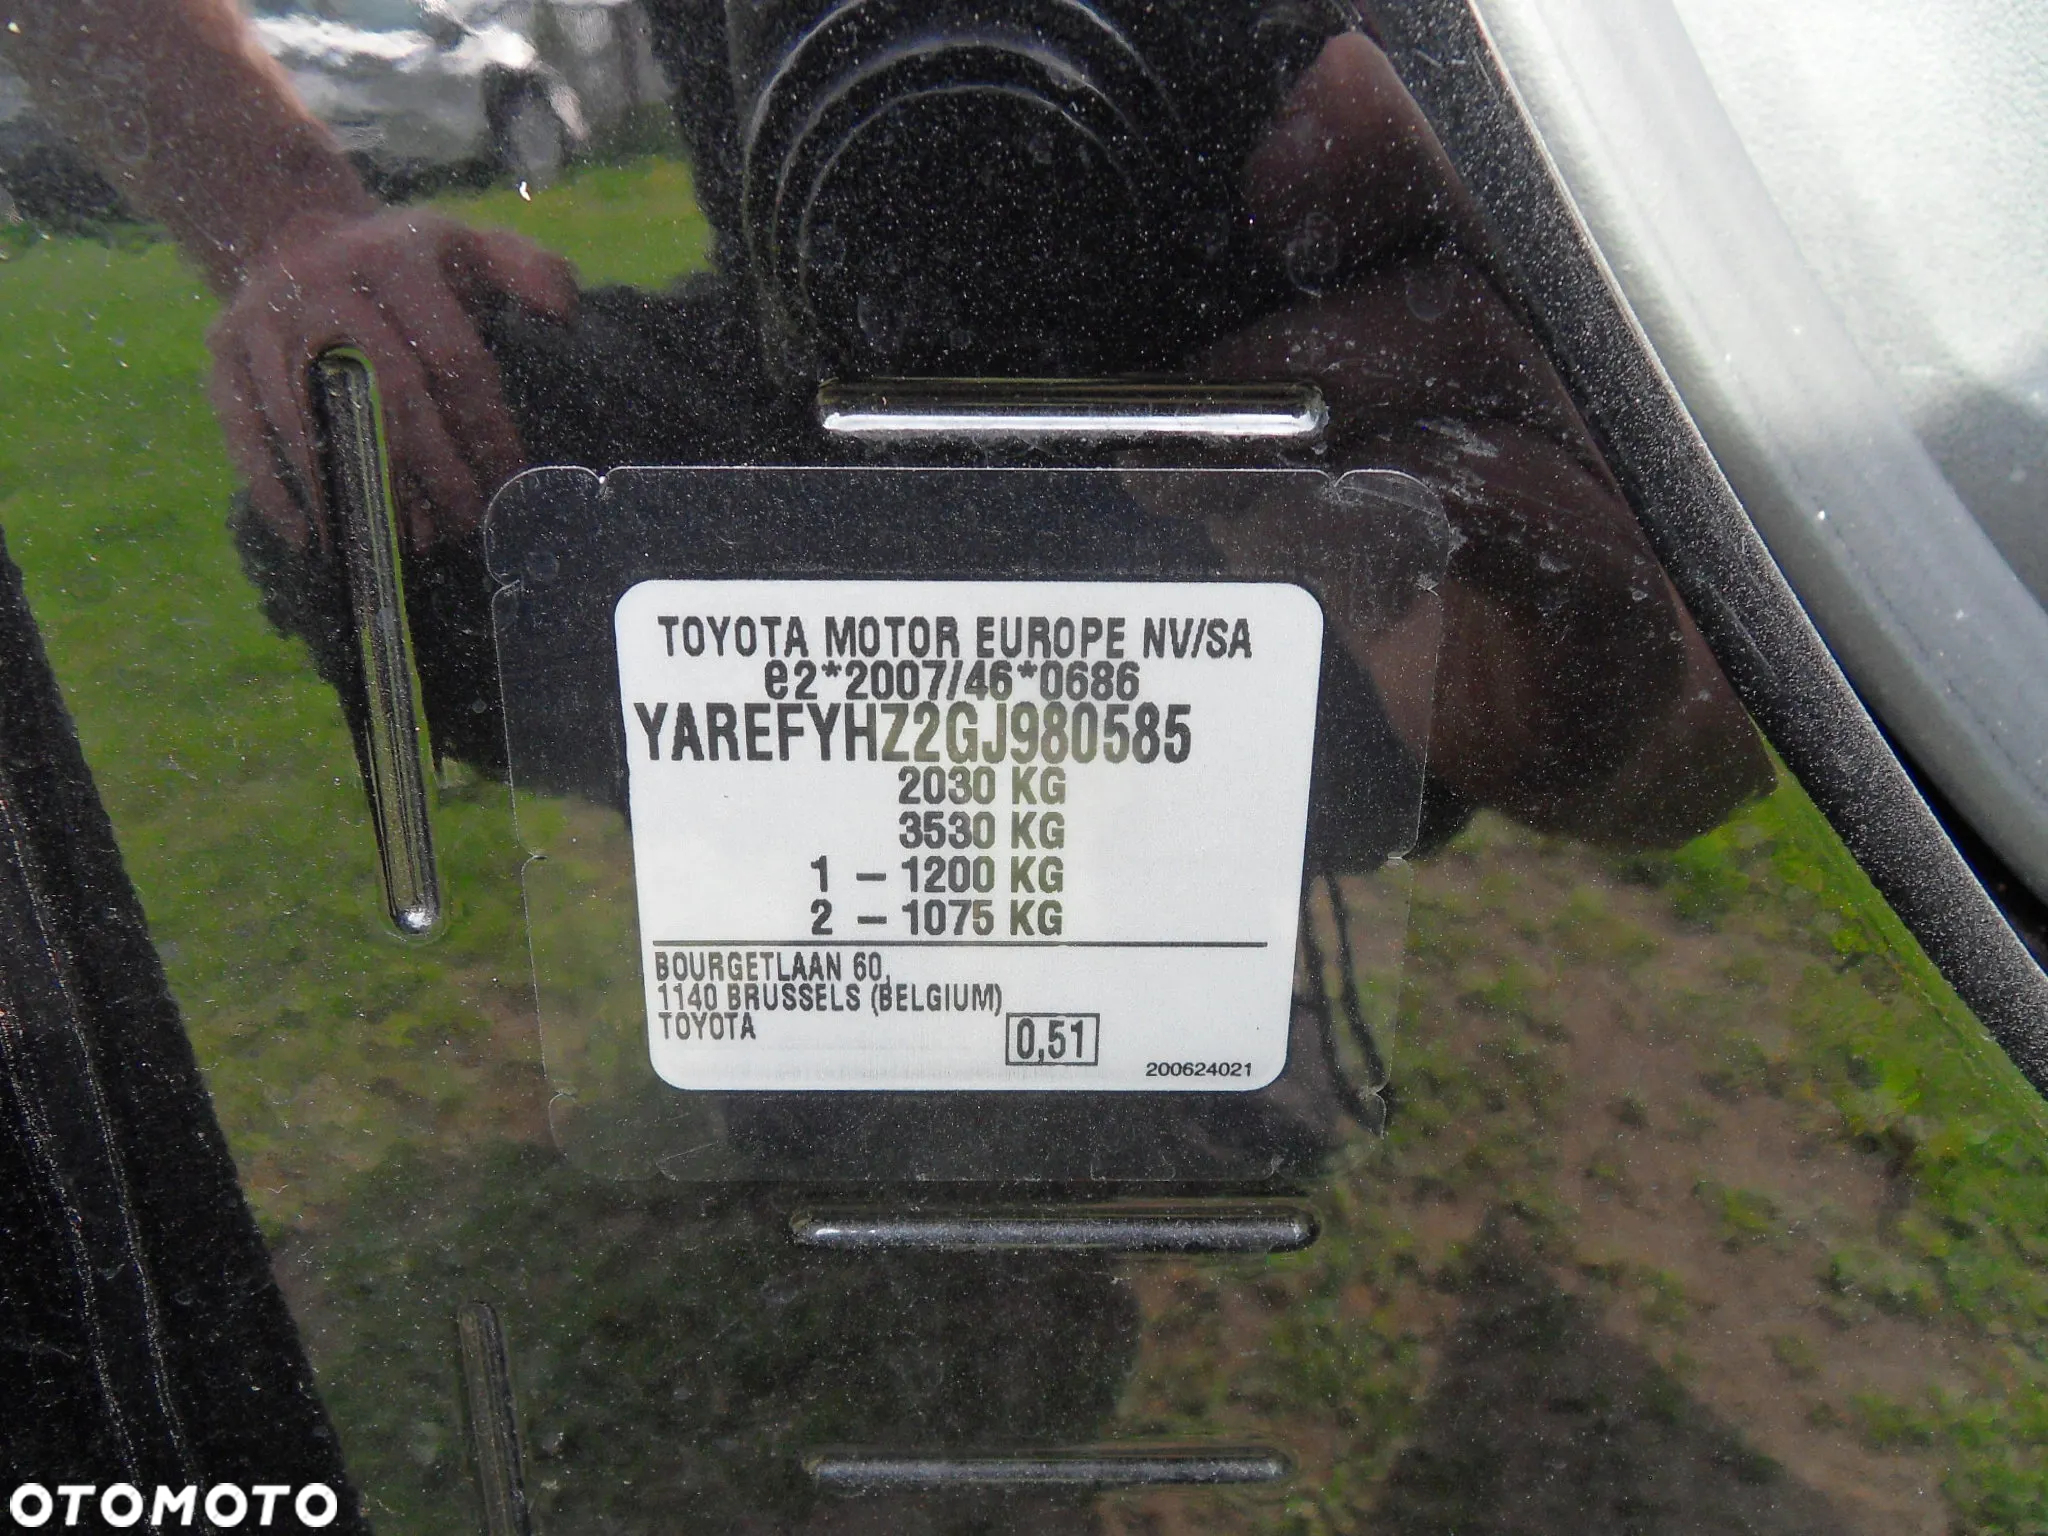 TOYOTA MOTOR EUROPE NV/SA
e2*2007/46*0686
YAREFYHZ2GJ980585
2030 KG
3530 KG
1 - 1200 KG
2 - 1075 KG
BOURGETLAAN 60,
1140 BRUSSELS (BELGIUM)
TOYOTA
0,51
200624021
OTOMOTO